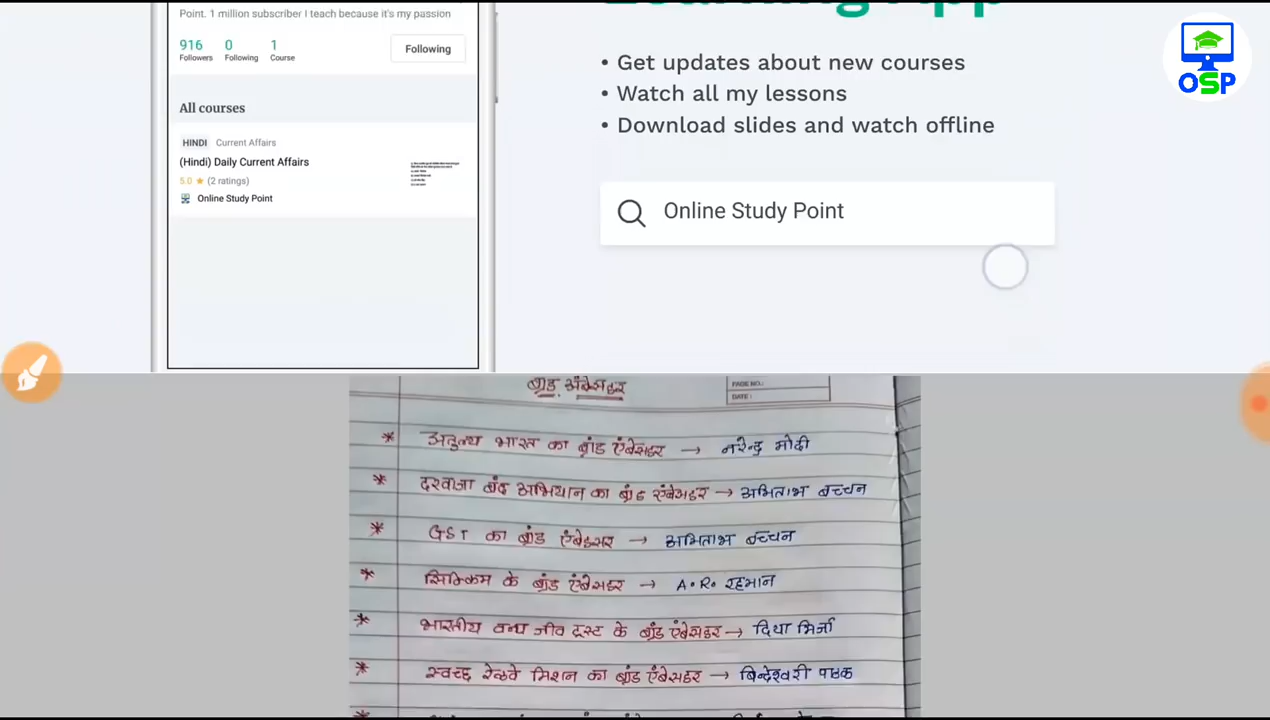 Point. 1 million subscriber I teach because it's my passion
916 0 1
Followers Following Course
Following
All courses
HINDI Current Affairs
(Hindi) Daily Current Affairs
5.0 ★ (2 ratings)
Online Study Point
Learning App
• Get updates about new courses
• Watch all my lessons
• Download slides and watch offline
Online Study Point
OSP
ब्रांड अंबेसडर
PAGE NO.:
DATE:
* अतुल्य भारत का ब्रांड एंबेसडर → नरेन्द्र मोदी
* दरवाजा बंद अभियान का ब्रांड एंबेसडर → अमिताभ बच्चन
* GST का ब्रांड एंबेडसर → अमिताभ बच्चन
* सिक्किम के ब्रांड एंबेसडर → A.R. रहमान
* भारतीय वन्य जीव ट्रस्ट के ब्रांड एंबेसडर → दिया मिर्जा
* स्वच्छ रेलवे मिशन का ब्रांड एंबेसडर → बिन्देश्वरी पाठक